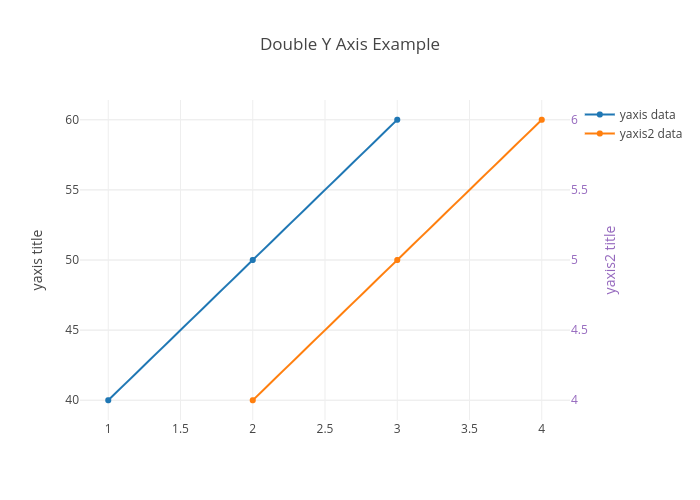 Double Y Axis Example
yaxis data
yaxis2 data
60
55
50
45
40
yaxis title
6
5.5
5
4.5
4
yaxis2 title
1 1.5 2 2.5 3 3.5 4